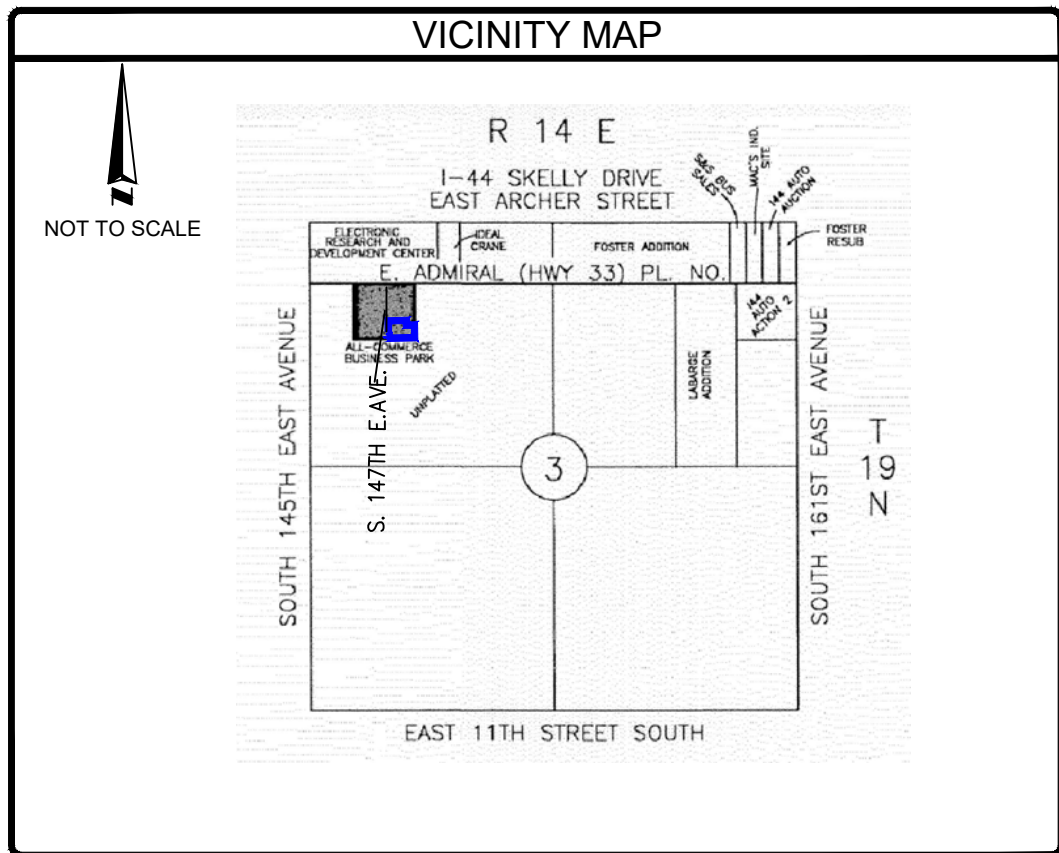 VICINITY MAP
N
NOT TO SCALE
R 14 E
I-44 SKELLY DRIVE
EAST ARCHER STREET
S&S BUS
SALES
MAC'S IND.
SITE
144 AUTO
AUCTION
ELECTRONIC
RESEARCH AND
DEVELOPMENT CENTER
IDEAL
CRANE
FOSTER ADDITION
FOSTER
RESUB
E. ADMIRAL (HWY 33) PL. NO.
144
AUTO
ACTION 2
ALL-COMMERCE
BUSINESS PARK
S. 147TH E.AVE.
UNPLATTED
LABARGE
ADDITION
SOUTH 145TH EAST AVENUE
SOUTH 161ST EAST AVENUE
T
19
N
3
EAST 11TH STREET SOUTH